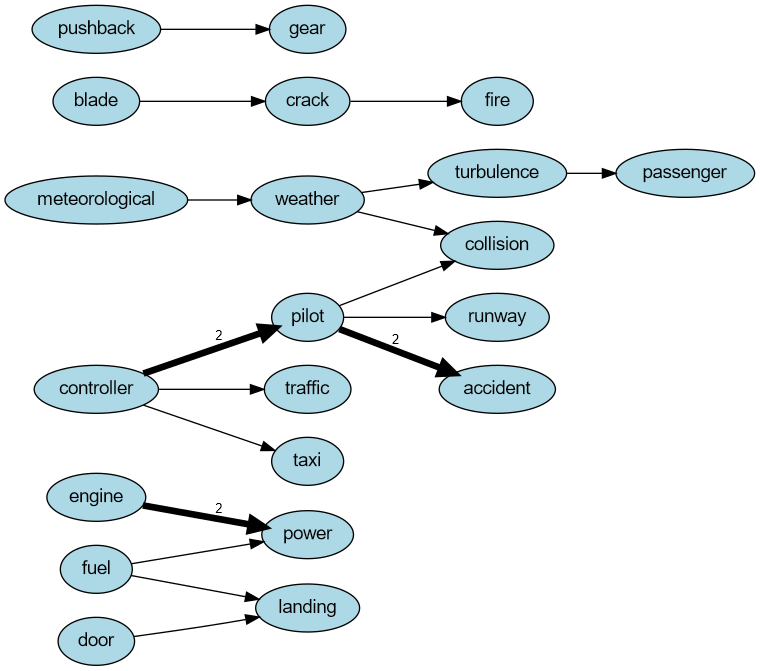 pushback
gear
blade
crack
fire
meteorological
weather
turbulence
passenger
collision
pilot
runway
2
2
controller
traffic
accident
taxi
engine
2
power
fuel
landing
door